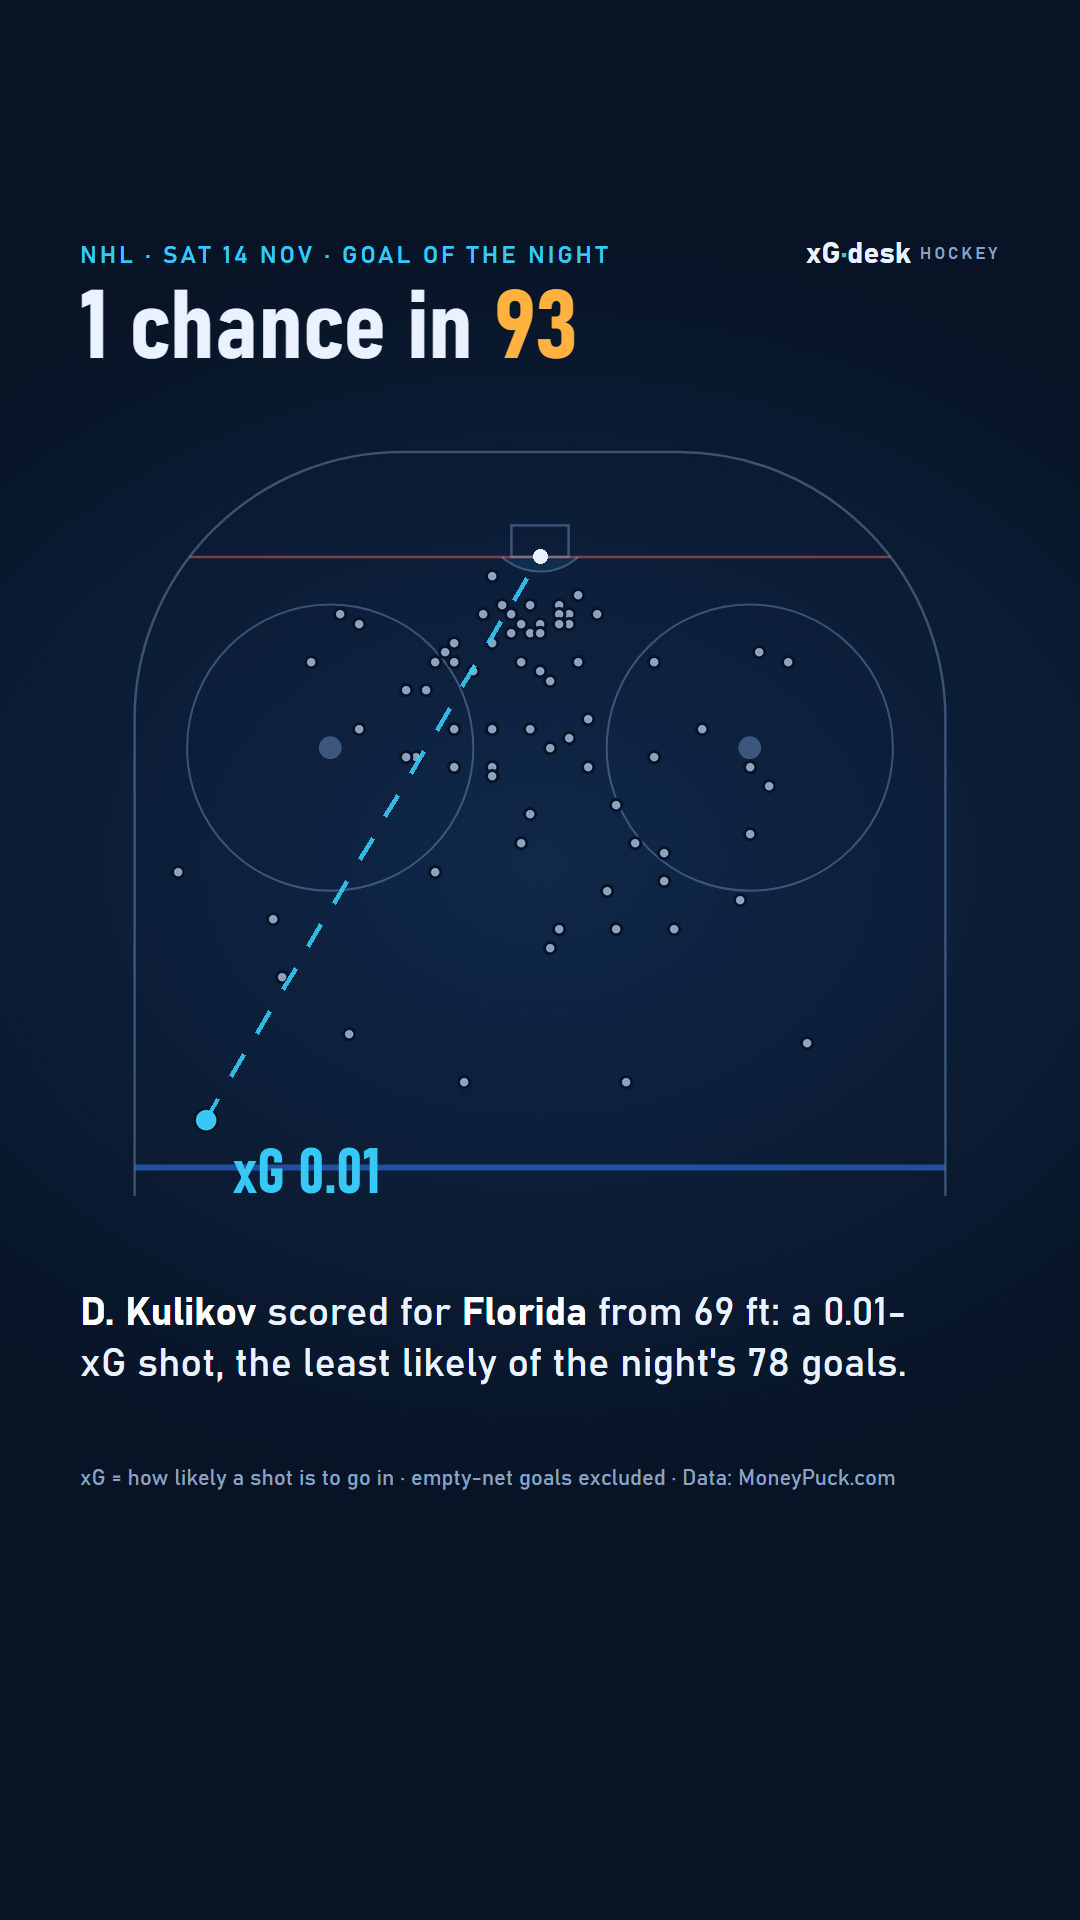 NHL · SAT 14 NOV · GOAL OF THE NIGHT
xG·desk HOCKEY
1 chance in 93
xG 0.01
D. Kulikov scored for Florida from 69 ft: a 0.01-
xG shot, the least likely of the night's 78 goals.
xG = how likely a shot is to go in · empty-net goals excluded · Data: MoneyPuck.com